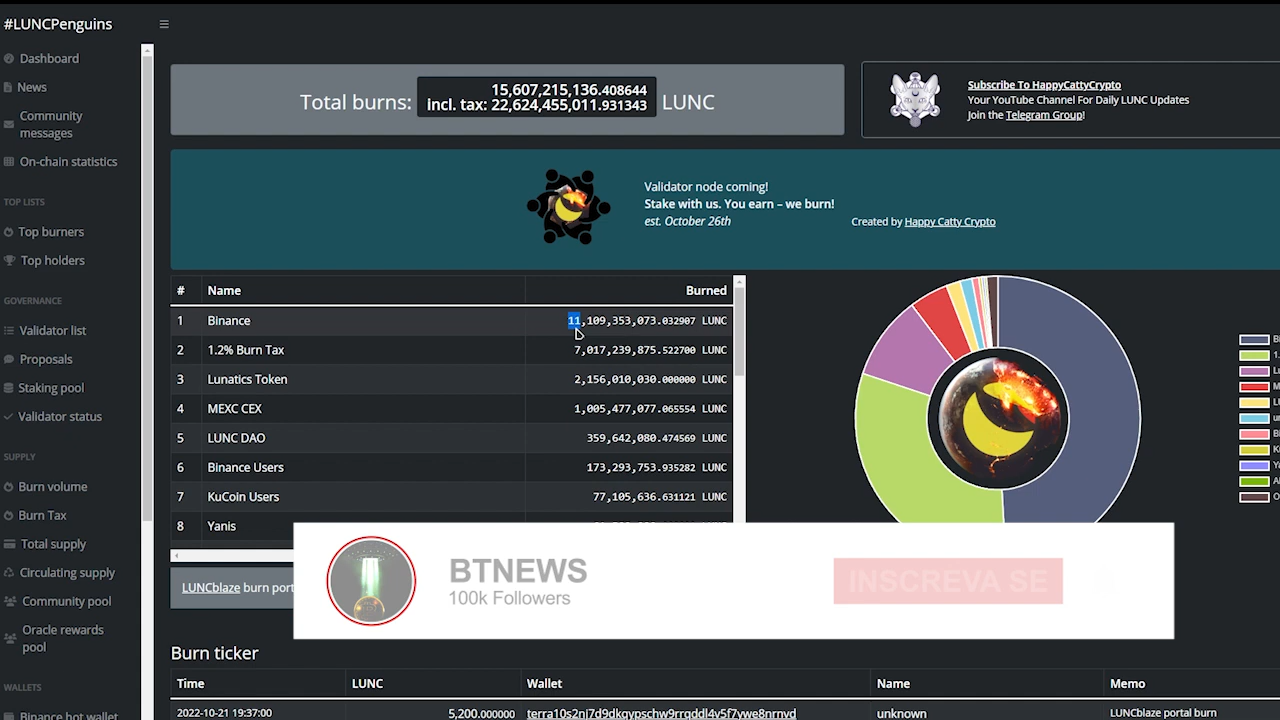 #LUNCPenguins
Dashboard
News
Community
messages
On-chain statistics
TOP LISTS
Top burners
Top holders
GOVERNANCE
Validator list
Proposals
Staking pool
Validator status
SUPPLY
Burn volume
Burn Tax
Total supply
Circulating supply
Community pool
Oracle rewards
pool
WALLETS
Binance hot wallet
Total burns: 15,607,215,136.408644
incl. tax: 22,624,455,011.931343 LUNC
Subscribe To HappyCattyCrypto
Your YouTube Channel For Daily LUNC Updates
Join the Telegram Group!
Validator node coming!
Stake with us. You earn – we burn!
est. October 26th
Created by Happy Catty Crypto
# Name Burned
1 Binance 11,109,353,073.032907 LUNC
2 1.2% Burn Tax 7,017,239,875.522700 LUNC
3 Lunatics Token 2,156,010,030.000000 LUNC
4 MEXC CEX 1,005,477,077.065554 LUNC
5 LUNC DAO 359,642,080.474569 LUNC
6 Binance Users 173,293,753.935282 LUNC
7 KuCoin Users 77,105,636.631121 LUNC
8 Yanis
LUNCblaze burn port
BTNEWS
100k Followers
INSCREVA SE
Burn ticker
Time LUNC Wallet Name Memo
2022-10-21 19:37:00 5,200.000000 terra10s2nj7d9dkqypschw9rrqddl4v5f7ywe8nrnvd unknown LUNCblaze portal burn